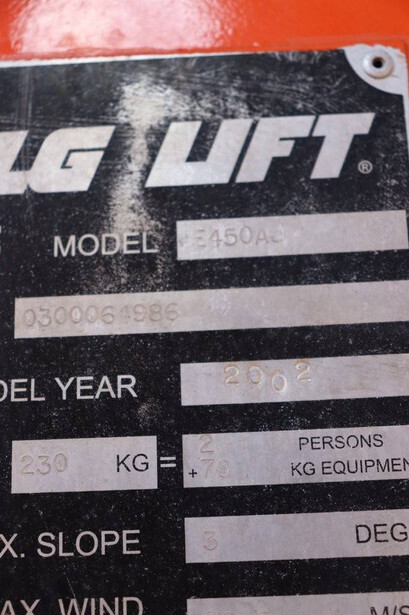 LG LIFT ®
MODEL E450AJ
0300064986
DEL YEAR 2002
230 KG = 2 PERSONS
+70 KG EQUIPMEN
X. SLOPE 3 DEG
AX. WIND M/S